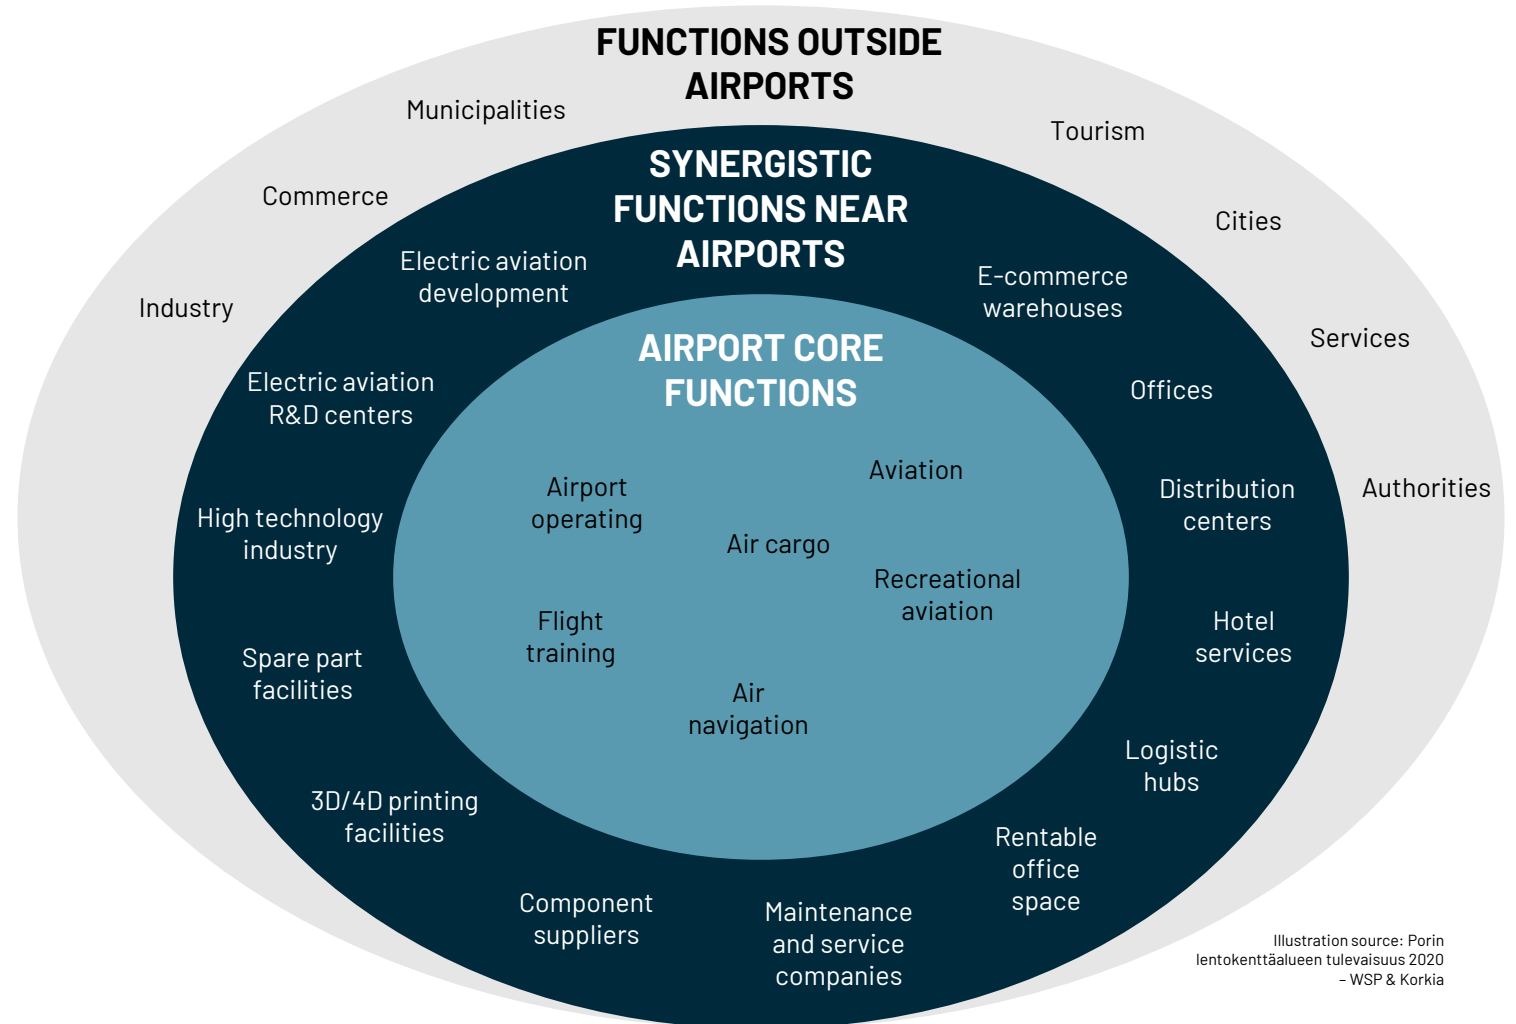 FUNCTIONS OUTSIDE
AIRPORTS
Municipalities
Tourism
Commerce
Cities
Industry
Services
Authorities
SYNERGISTIC
FUNCTIONS NEAR
AIRPORTS
Electric aviation
development
E-commerce
warehouses
Electric aviation
R&D centers
Offices
High technology
industry
Distribution
centers
Spare part
facilities
Hotel
services
3D/4D printing
facilities
Logistic
hubs
Component
suppliers
Maintenance
and service
companies
Rentable
office
space
AIRPORT CORE
FUNCTIONS
Airport
operating
Aviation
Air cargo
Recreational
aviation
Flight
training
Air
navigation
Illustration source: Porin
lentokenttäalueen tulevaisuus 2020
– WSP & Korkia